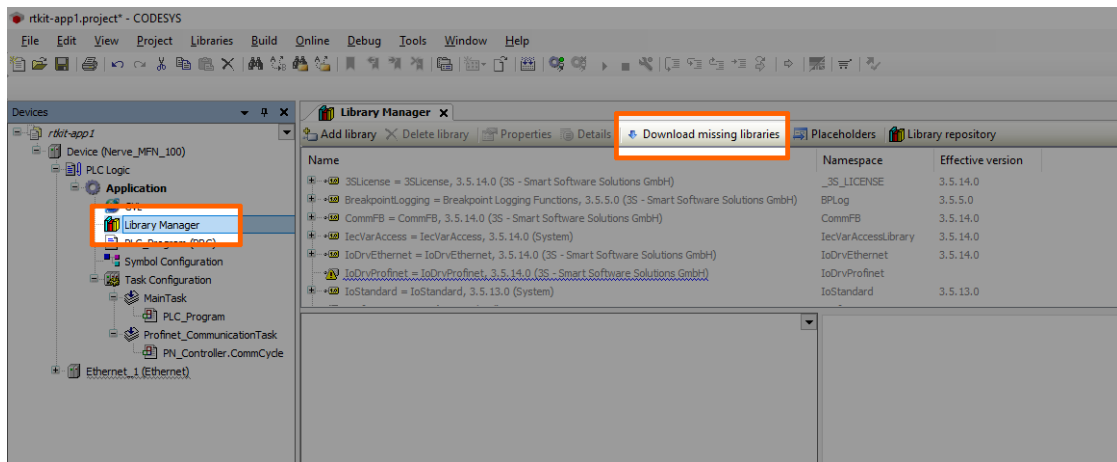 rtkit-app1.project* - CODESYS
File Edit View Project Libraries Build Online Debug Tools Window Help
Devices
Library Manager
rtkit-app1
Add library Delete library Properties Details Download missing libraries Placeholders Library repository
Device (Nerve_MFN_100)
PLC Logic
Application
GVL
Library Manager
PLC_Program (PRG)
Symbol Configuration
Task Configuration
MainTask
PLC_Program
Profinet_CommunicationTask
PN_Controller.CommCycle
Ethernet_1 (Ethernet)
Name Namespace Effective version
3SLicense = 3SLicense, 3.5.14.0 (3S - Smart Software Solutions GmbH) _3S_LICENSE 3.5.14.0
BreakpointLogging = Breakpoint Logging Functions, 3.5.5.0 (3S - Smart Software Solutions GmbH) BPLog 3.5.5.0
CommFB = CommFB, 3.5.14.0 (3S - Smart Software Solutions GmbH) CommFB 3.5.14.0
IecVarAccess = IecVarAccess, 3.5.14.0 (System) IecVarAccessLibrary 3.5.14.0
IoDrvEthernet = IoDrvEthernet, 3.5.14.0 (3S - Smart Software Solutions GmbH) IoDrvEthernet 3.5.14.0
IoDrvProfinet = IoDrvProfinet, 3.5.14.0 (3S - Smart Software Solutions GmbH) IoDrvProfinet
IoStandard = IoStandard, 3.5.13.0 (System) IoStandard 3.5.13.0